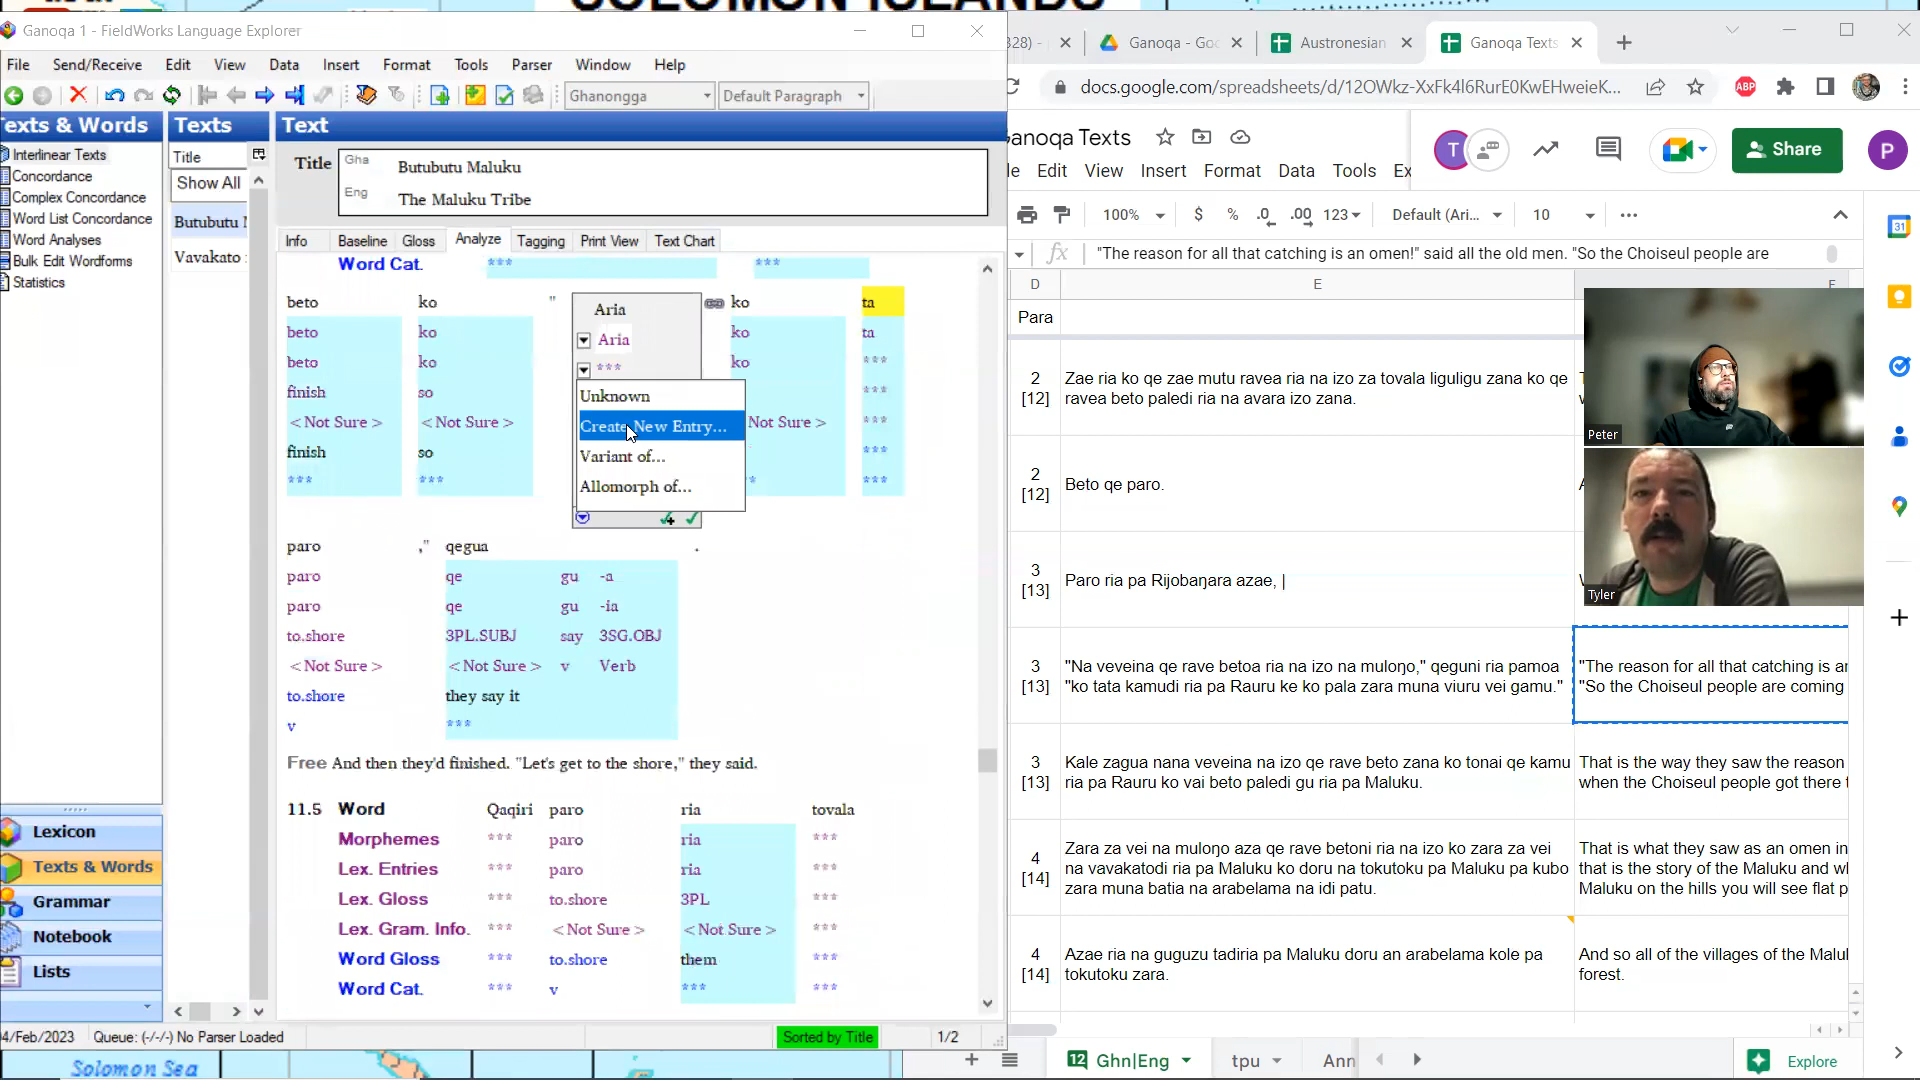 SOLOMON ISLANDS
Ganoqa 1 - FieldWorks Language Explorer
File Send/Receive Edit View Data Insert Format Tools Parser Window Help
Ghanongga Default Paragraph
Texts & Words
Interlinear Texts
Concordance
Complex Concordance
Word List Concordance
Word Analyses
Bulk Edit Wordforms
Statistics
Lexicon
Texts & Words
Grammar
Notebook
Lists
Texts
Title
Show All
Butubutu M
Vavakato
Text
Title Gha Butubutu Maluku
Eng The Maluku Tribe
Info Baseline Gloss Analyze Tagging Print View Text Chart
Word Cat. *** ***
beto ko " Aria ko ta
beto ko Aria ko ta
beto ko *** ko ***
finish so ***
<Not Sure> <Not Sure> Not Sure> ***
finish so ***
*** *** ***
Unknown
Create New Entry...
Variant of...
Allomorph of...
paro ," qegua .
paro qe gu -a
paro qe gu -ia
to.shore 3PL.SUBJ say 3SG.OBJ
<Not Sure> <Not Sure> v Verb
to.shore they say it
v ***
Free And then they'd finished. "Let's get to the shore," they said.
11.5 Word Qaqiri paro ria tovala
Morphemes *** paro ria ***
Lex. Entries *** paro ria ***
Lex. Gloss *** to.shore 3PL ***
Lex. Gram. Info. *** <Not Sure> <Not Sure> ***
Word Gloss *** to.shore them ***
Word Cat. *** v *** ***
04/Feb/2023 Queue: (-/-/-) No Parser Loaded Sorted by Title 1/2
Solomon Sea
328) - Ganoqa - Goo Austronesian Ganoqa Texts
docs.google.com/spreadsheets/d/12OWkz-XxFk4l6RurE0KwEHweieK...
ABP
Ganoqa Texts
T Share P
Edit View Insert Format Data Tools Ex
100% $ % .0 .00 123 Default (Ari... 10
fx "The reason for all that catching is an omen!" said all the old men. "So the Choiseul people are
D E F
Para
2 [12] Zae ria ko qe zae mutu ravea ria na izo za tovala liguligu zana ko qe
ravea beto paledi ria na avara izo zana.
2 [12] Beto qe paro.
3 [13] Paro ria pa Rijobaŋara azae,
3 [13] "Na veveina qe rave betoa ria na izo na muloŋo," qeguni ria pamoa
"ko tata kamudi ria pa Rauru ke ko pala zara muna viuru vei gamu."
"The reason for all that catching is an
"So the Choiseul people are coming
3 [13] Kale zagua nana veveina na izo qe rave beto zana ko tonai qe kamu
ria pa Rauru ko vai beto paledi gu ria pa Maluku.
That is the way they saw the reason
when the Choiseul people got there t
4 [14] Zara za vei na muloŋo aza qe rave betoni ria na izo ko zara za vei
na vavakatodi ria pa Maluku ko doru na tokutoku pa Maluku pa kubo
zara muna batia na arabelama na idi patu.
That is what they saw as an omen in
that is the story of the Maluku and wh
Maluku on the hills you will see flat p
4 [14] Azae ria na guguzu tadiria pa Maluku doru an arabelama kole pa
tokutoku zara.
And so all of the villages of the Malul
forest.
Peter
Tyler
31
12 Ghn|Eng tpu Ann Explore